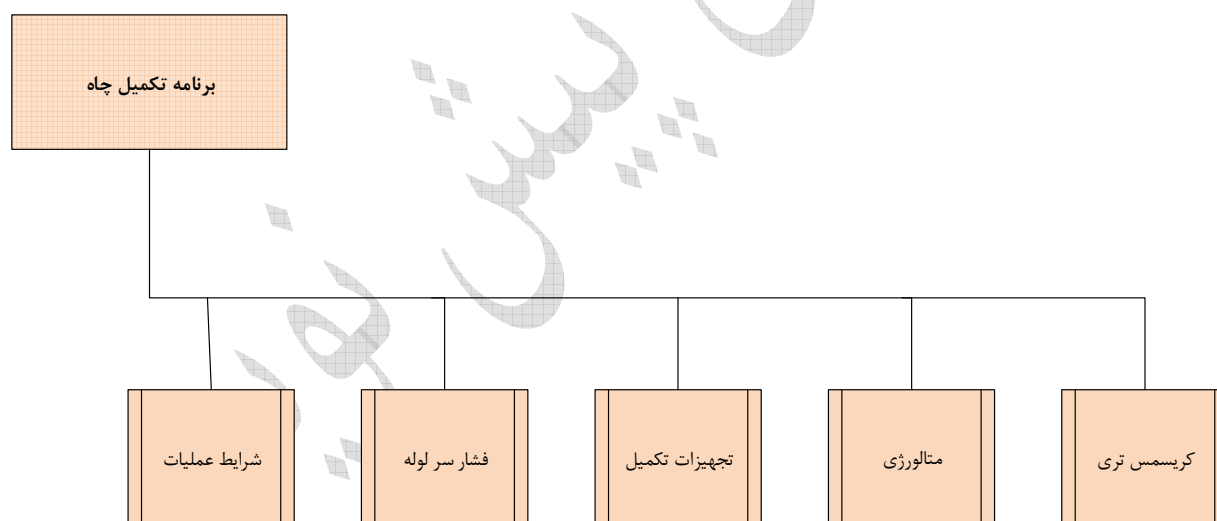 برنامه تکمیل چاه
کریسمس تری
متالورژی
تجهیزات تکمیل
فشار سر لوله
شرایط عملیات